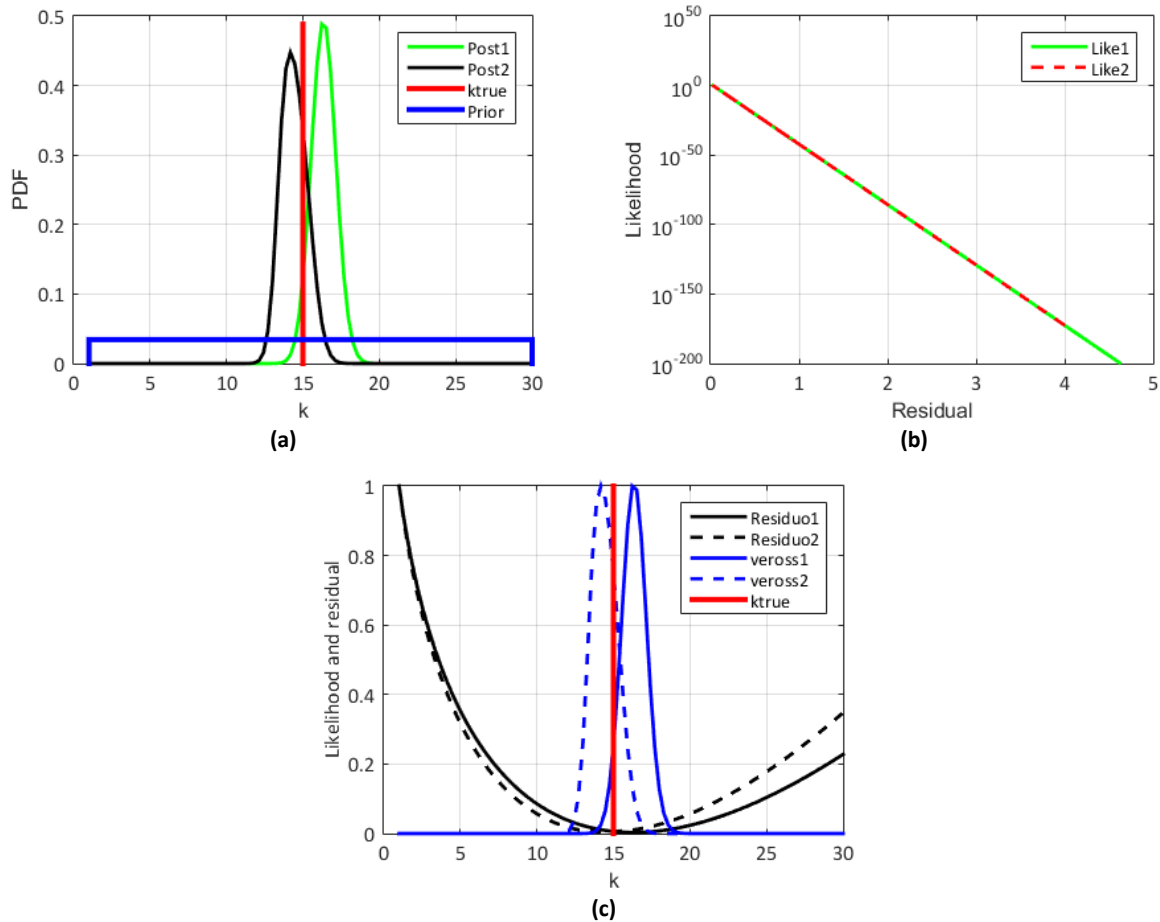 0.5
0.4
0.3
0.2
0.1
0
PDF
0 5 10 15 20 25 30
k
Post1
Post2
ktrue
Prior
(a)
10^50
10^0
10^-50
10^-100
10^-150
10^-200
Likelihood
0 1 2 3 4 5
Residual
Like1
Like2
(b)
1
0.8
0.6
0.4
0.2
0
Likelihood and residual
0 5 10 15 20 25 30
k
Residuo1
Residuo2
veross1
veross2
ktrue
(c)